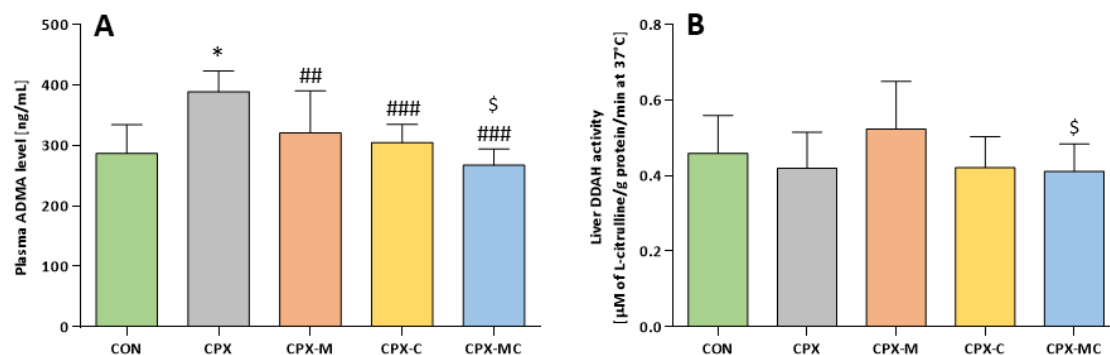 A
Plasma ADMA level [ng/mL]
500
400
300
200
100
0
*
##
###
$
###
CON CPX CPX-M CPX-C CPX-MC
B
Liver DDAH activity
[µM of L-citrulline/g protein/min at 37°C]
0.8
0.6
0.4
0.2
0.0
$
CON CPX CPX-M CPX-C CPX-MC